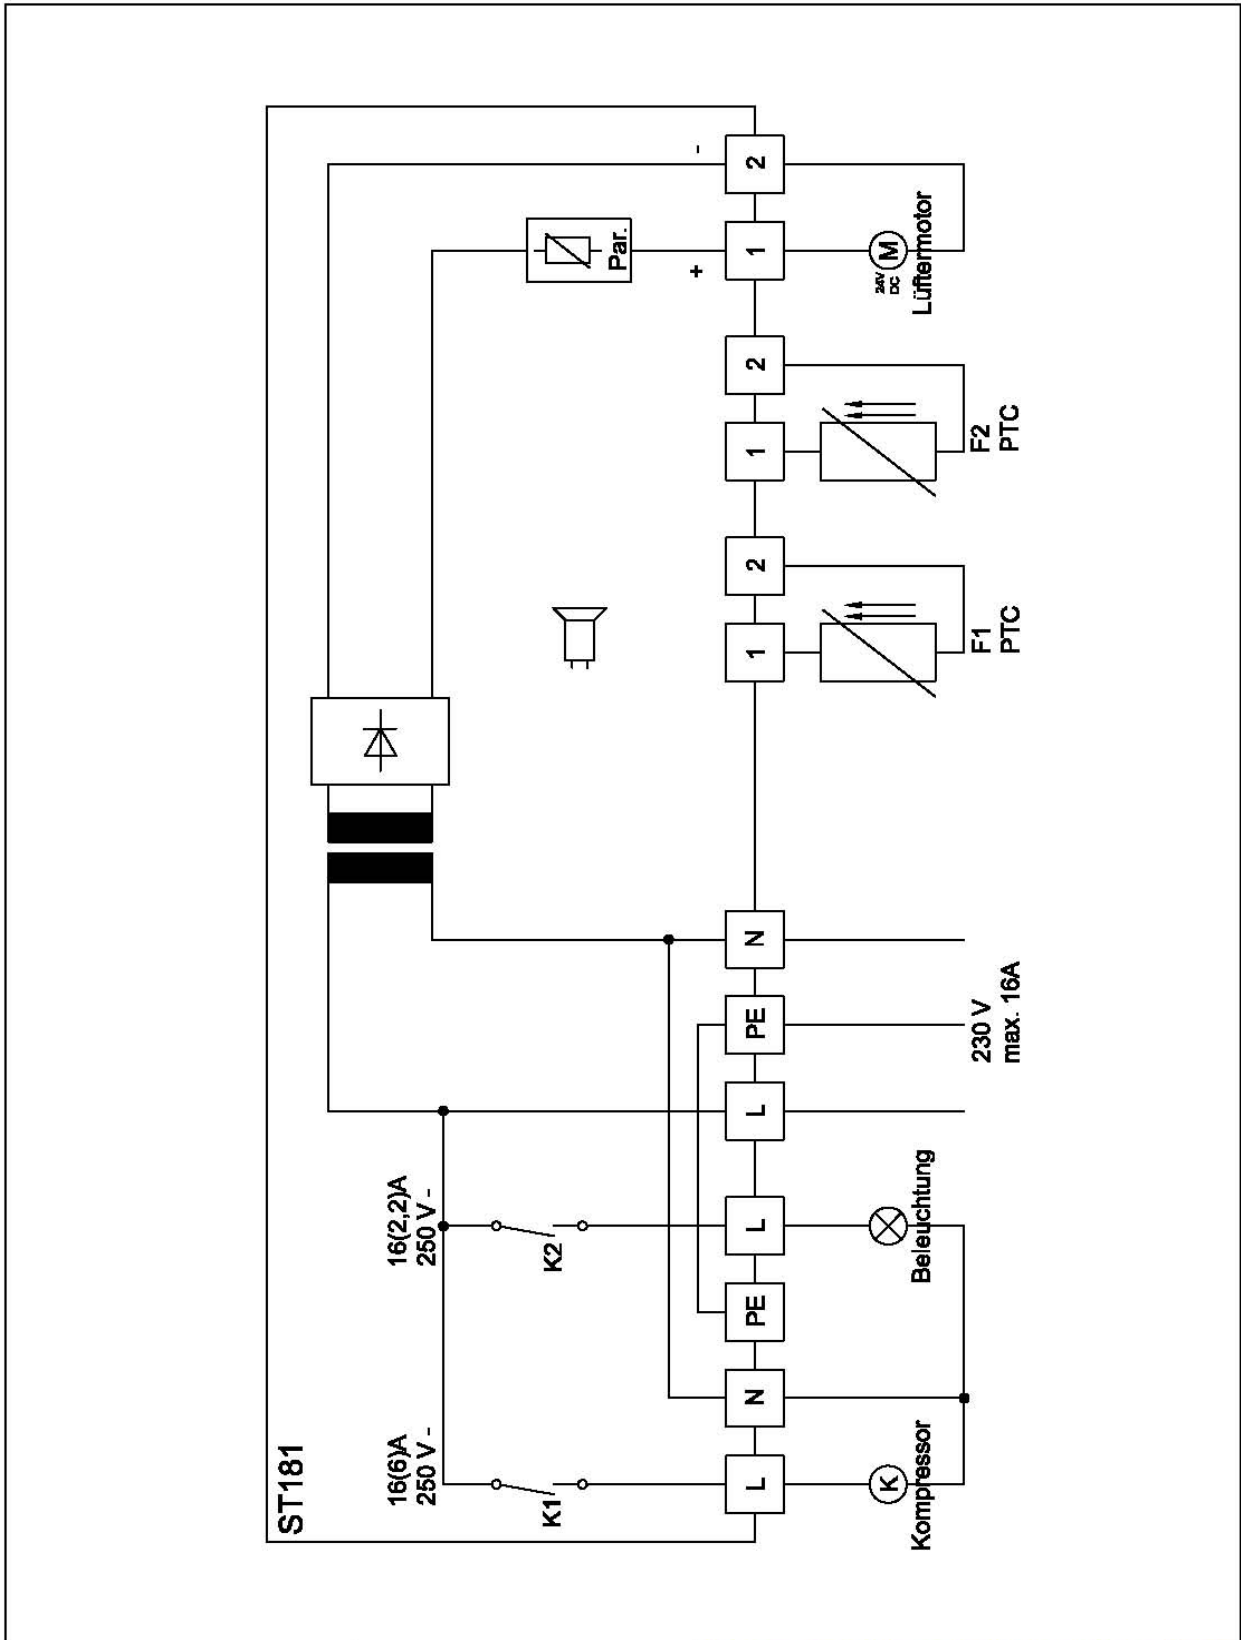 ST181
16(6)A
250 V -
16(2,2)A
250 V -
K1
K2
Par.
-
+
L
N
PE
L
L
PE
N
1
2
1
2
1
2
K
Kompressor
Beleuchtung
230 V
max. 16A
F1
PTC
F2
PTC
24V
DC
M
Lüftermotor